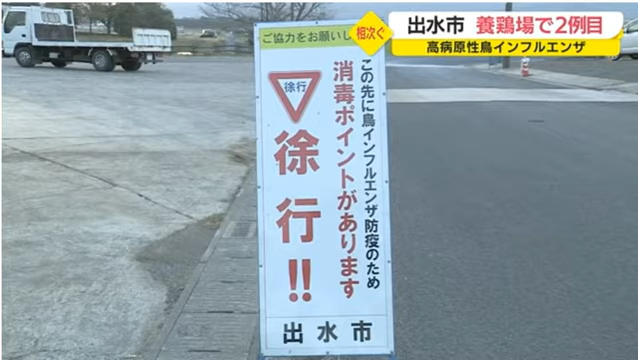 相次ぐ
出水市 養鶏場で2例目
高病原性鳥インフルエンザ
ご協力をお願いし
この先に鳥インフルエンザ防疫のため
消毒ポイントがあります
徐行
徐行!!
出水市